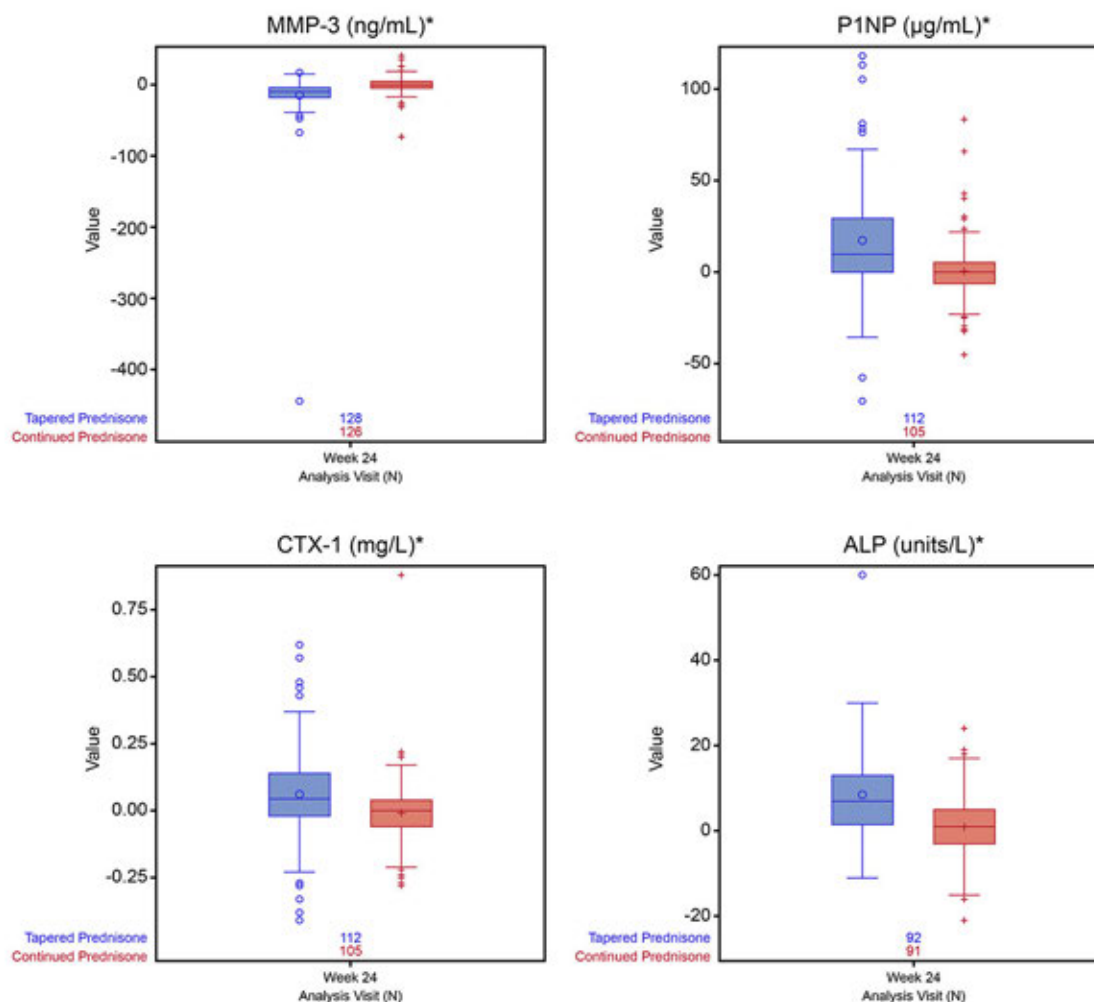 MMP-3 (ng/mL)*
0
-100
-200
-300
-400
Value
Tapered Prednisone 128
Continued Prednisone 126
Week 24
Analysis Visit (N)
P1NP (µg/mL)*
100
50
0
-50
Value
Tapered Prednisone 112
Continued Prednisone 105
Week 24
Analysis Visit (N)
CTX-1 (mg/L)*
0.75
0.50
0.25
0.00
-0.25
Value
Tapered Prednisone 112
Continued Prednisone 105
Week 24
Analysis Visit (N)
ALP (units/L)*
60
40
20
0
-20
Value
Tapered Prednisone 92
Continued Prednisone 91
Week 24
Analysis Visit (N)